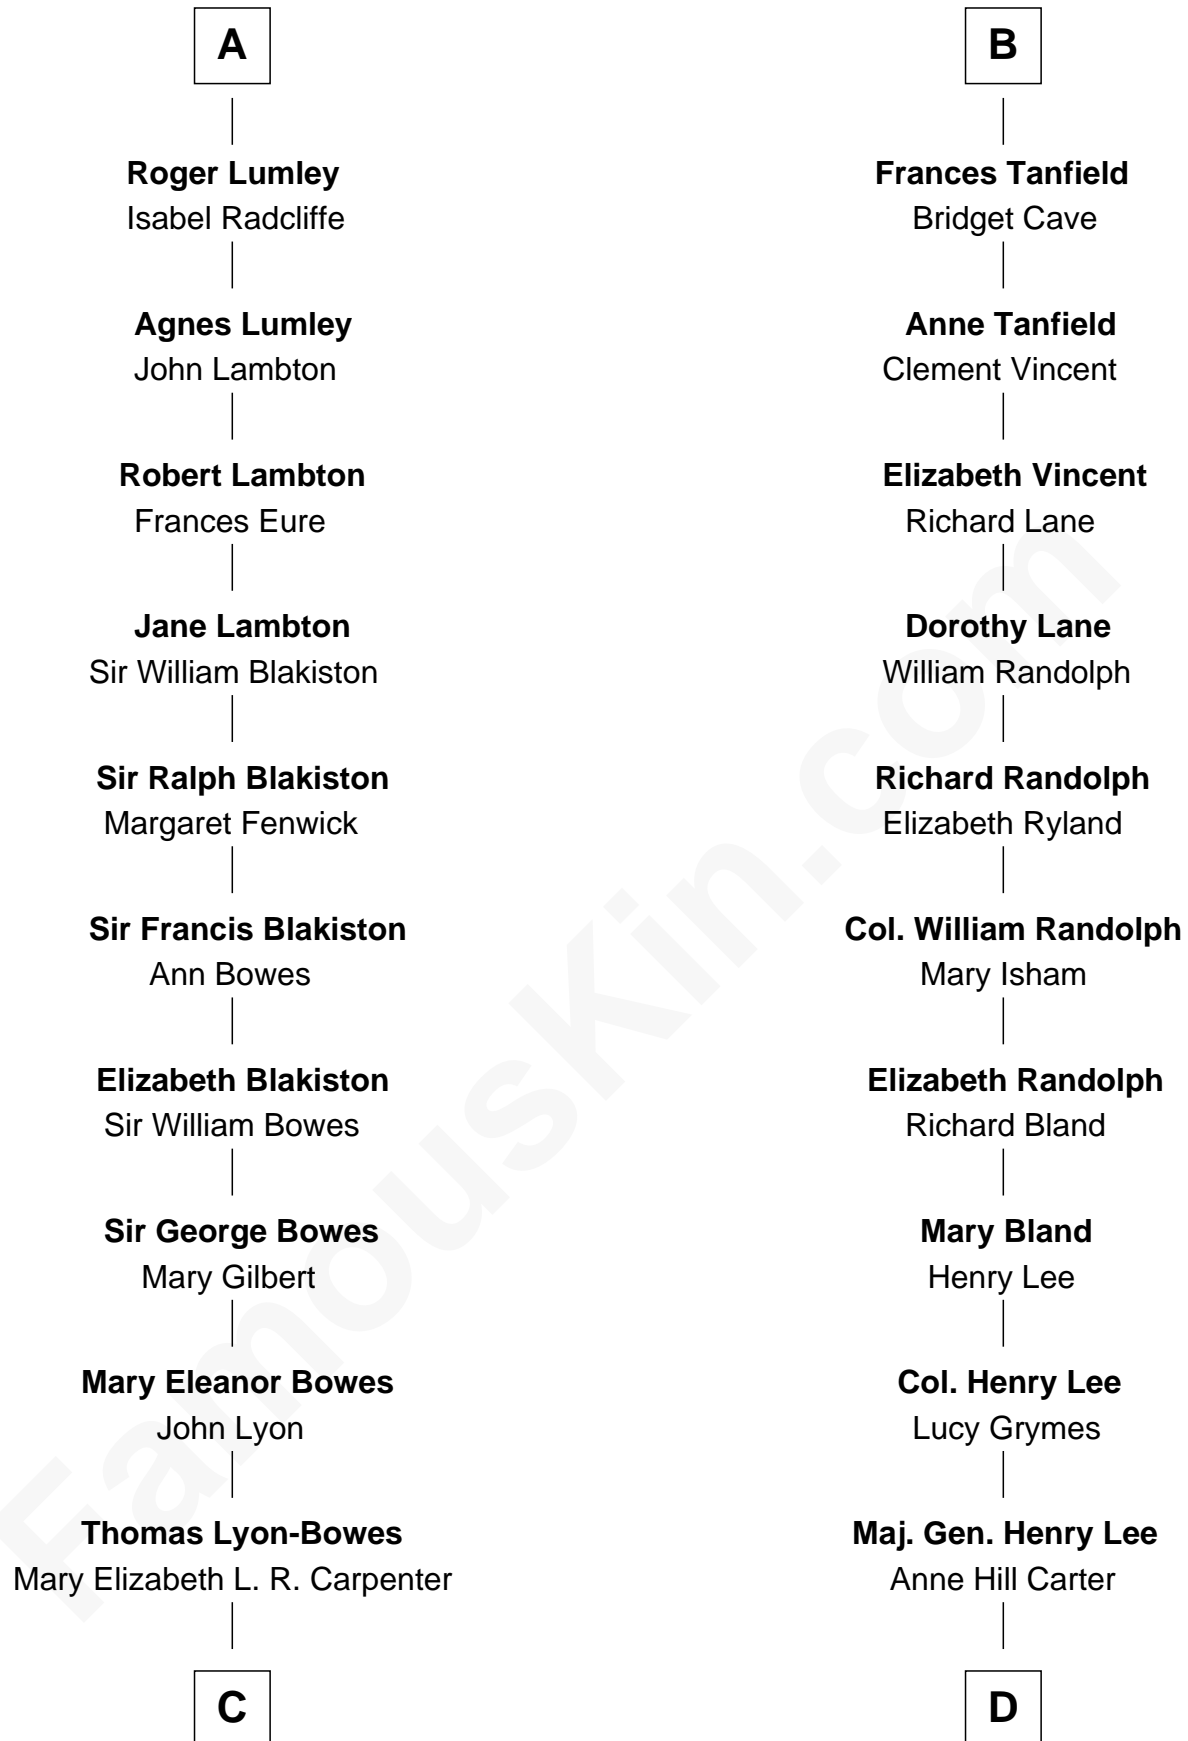 A
Roger Lumley
Isabel Radcliffe
Agnes Lumley
John Lambton
Robert Lambton
Frances Eure
Jane Lambton
Sir William Blakiston
Sir Ralph Blakiston
Margaret Fenwick
Sir Francis Blakiston
Ann Bowes
Elizabeth Blakiston
Sir William Bowes
Sir George Bowes
Mary Gilbert
Mary Eleanor Bowes
John Lyon
Thomas Lyon-Bowes
Mary Elizabeth L. R. Carpenter
C
B
Frances Tanfield
Bridget Cave
Anne Tanfield
Clement Vincent
Elizabeth Vincent
Richard Lane
Dorothy Lane
William Randolph
Richard Randolph
Elizabeth Ryland
Col. William Randolph
Mary Isham
Elizabeth Randolph
Richard Bland
Mary Bland
Henry Lee
Col. Henry Lee
Lucy Grymes
Maj. Gen. Henry Lee
Anne Hill Carter
D
FamousKin.com